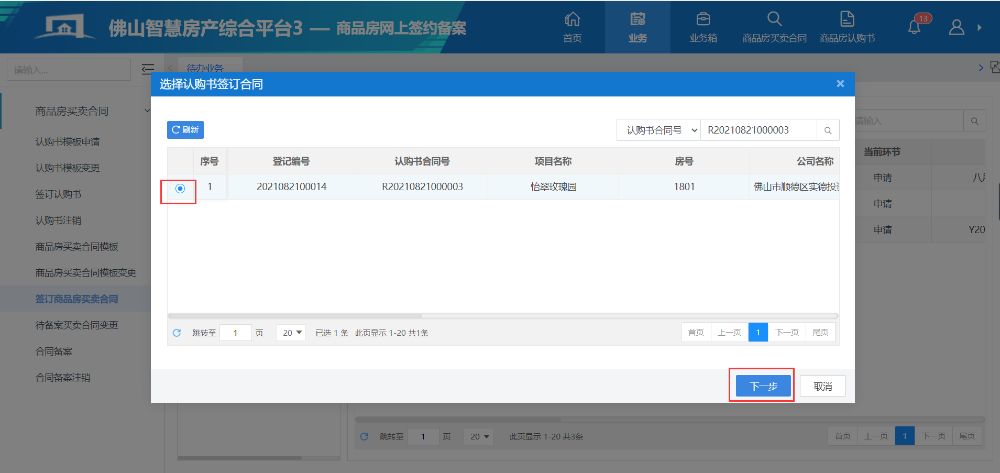 佛山智慧房产综合平台3 — 商品房网上签约备案
首页
业务
业务箱
商品房买卖合同
商品房认购书
13
请输入...
待办业务
商品房买卖合同
认购书模板申请
认购书模板变更
签订认购书
认购书注销
商品房买卖合同模板
商品房买卖合同模板变更
签订商品房买卖合同
待备案买卖合同变更
合同备案
合同备案注销
选择认购书签订合同
刷新
认购书合同号 R20210821000003
序号 登记编号 认购书合同号 项目名称 房号 公司名称
1 2021082100014 R20210821000003 怡翠玫瑰园 1801 佛山市顺德区实德投资
跳转至 1 页 20 已选 1 条 此页显示 1-20 共1条
首页 上一页 1 下一页 尾页
下一步 取消
请输入
当前环节
申请 八月
申请
申请 Y20
跳转至 1 页 20 此页显示 1-20 共3条
首页 上一页 1 下一页 尾页